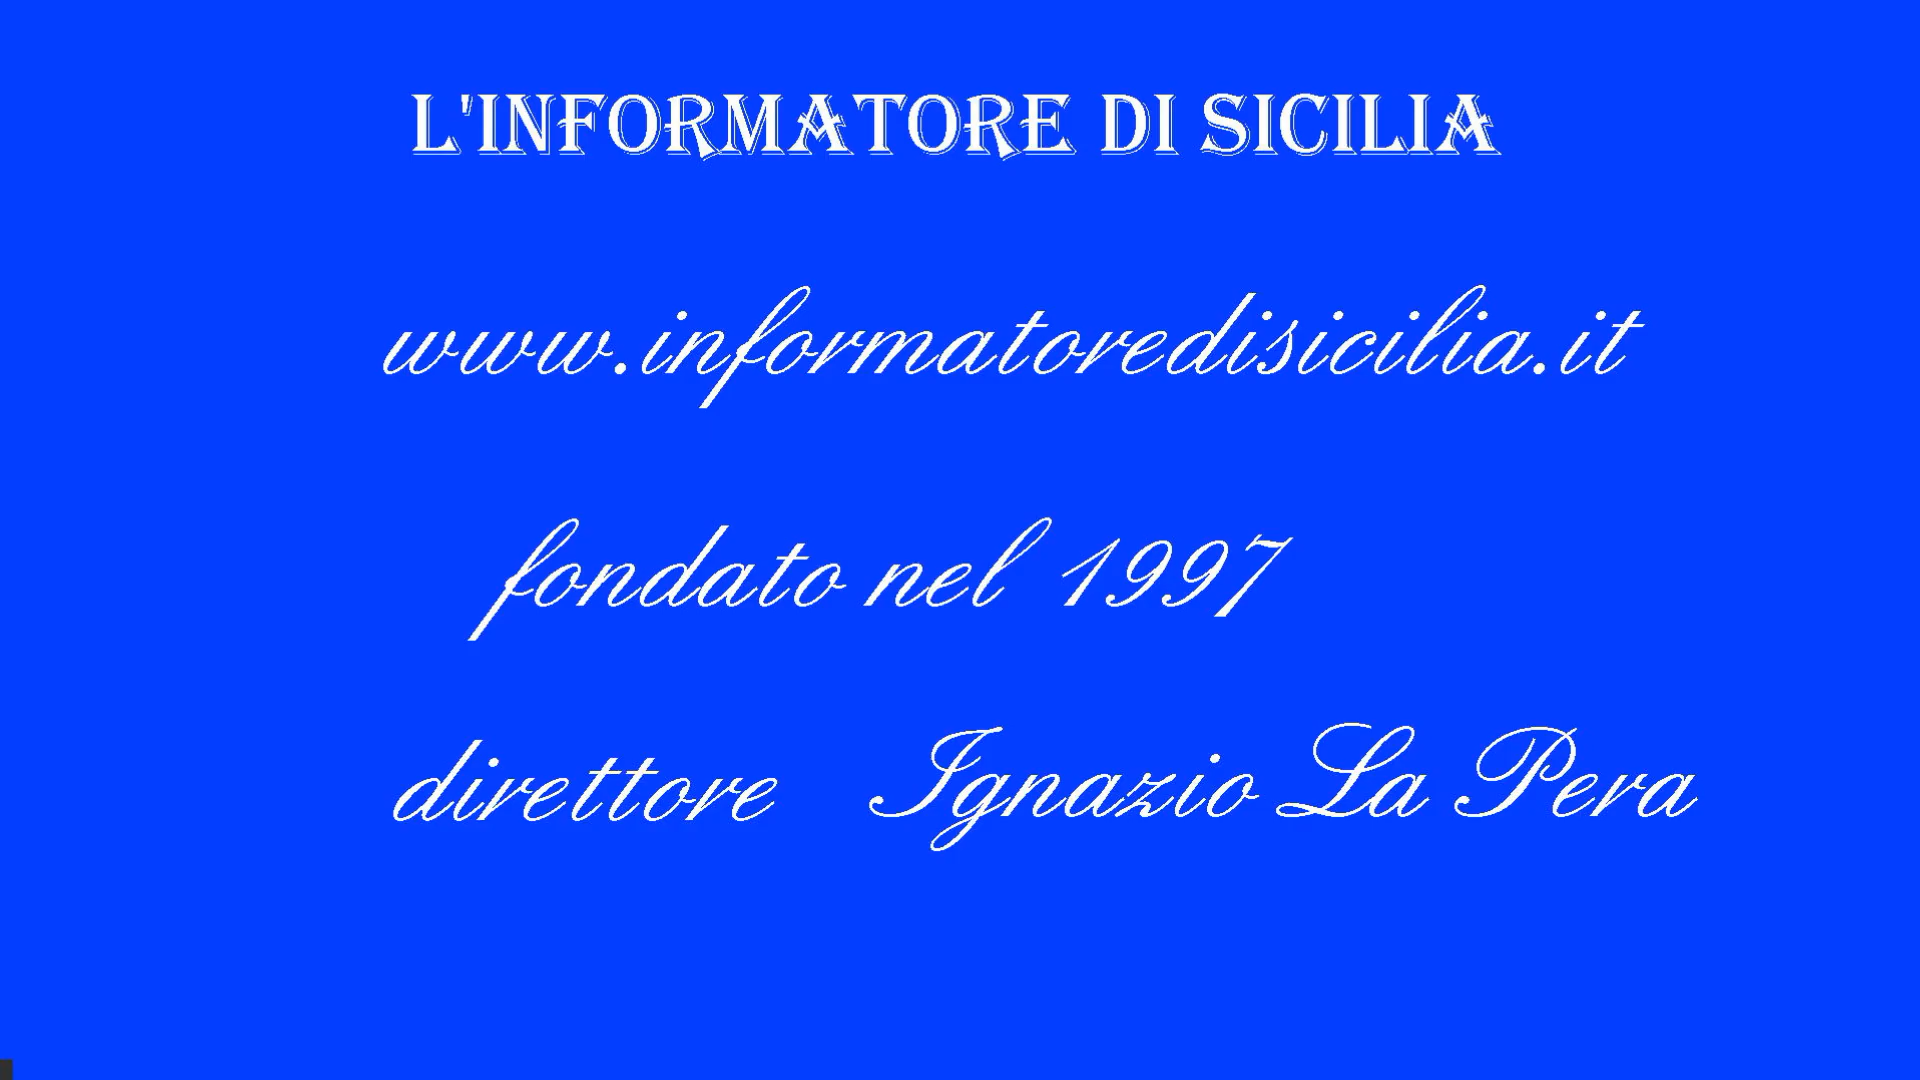 L'INFORMATORE DI SICILIA
www.informatoredisicilia.it
fondato nel 1997
direttore Ignazio La Pera